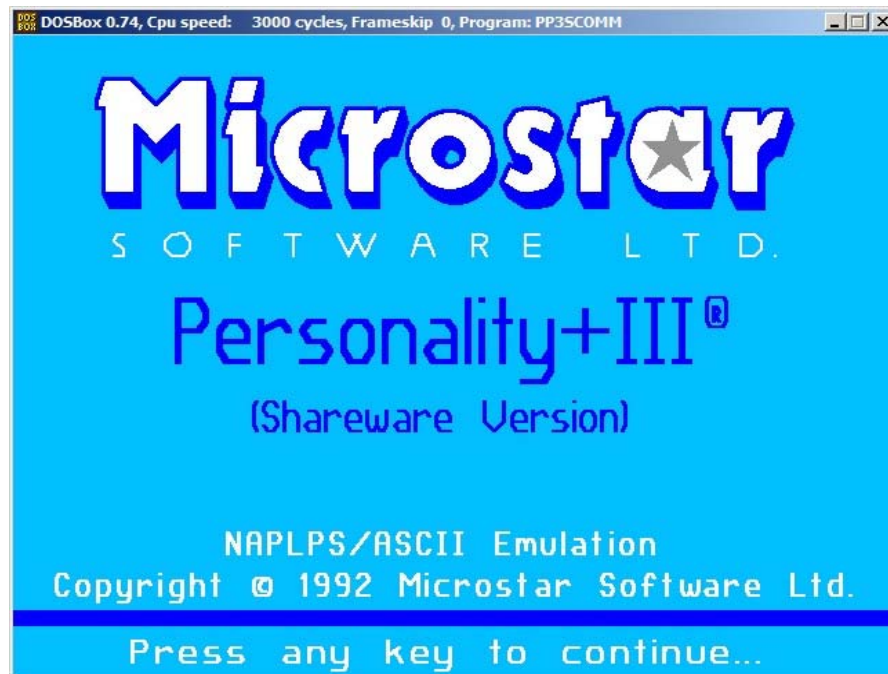 DOSBox 0.74, Cpu speed: 3000 cycles, Frameskip 0, Program: PP3SCOMM
Microstar
SOFTWARE LTD.
Personality+III®
(Shareware Version)
NAPLPS/ASCII Emulation
Copyright © 1992 Microstar Software Ltd.
Press any key to continue...